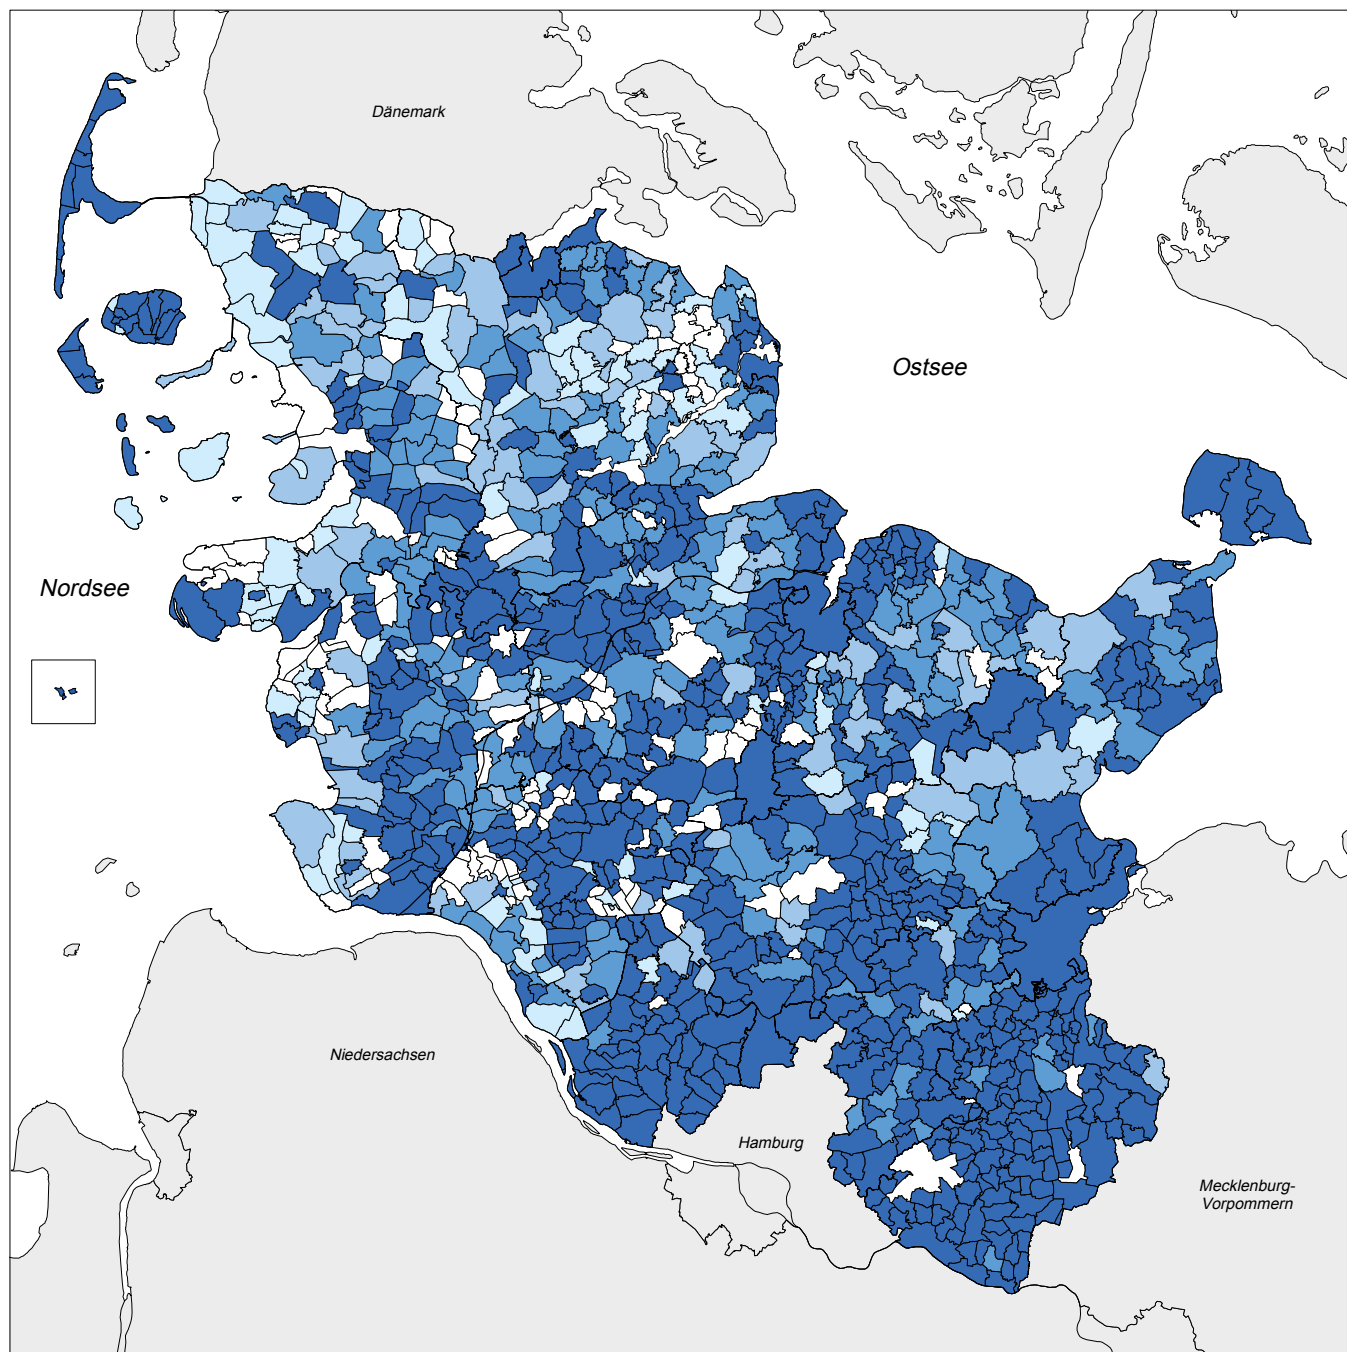 Dänemark
Ostsee
Nordsee
Niedersachsen
Hamburg
Mecklenburg-
Vorpommern